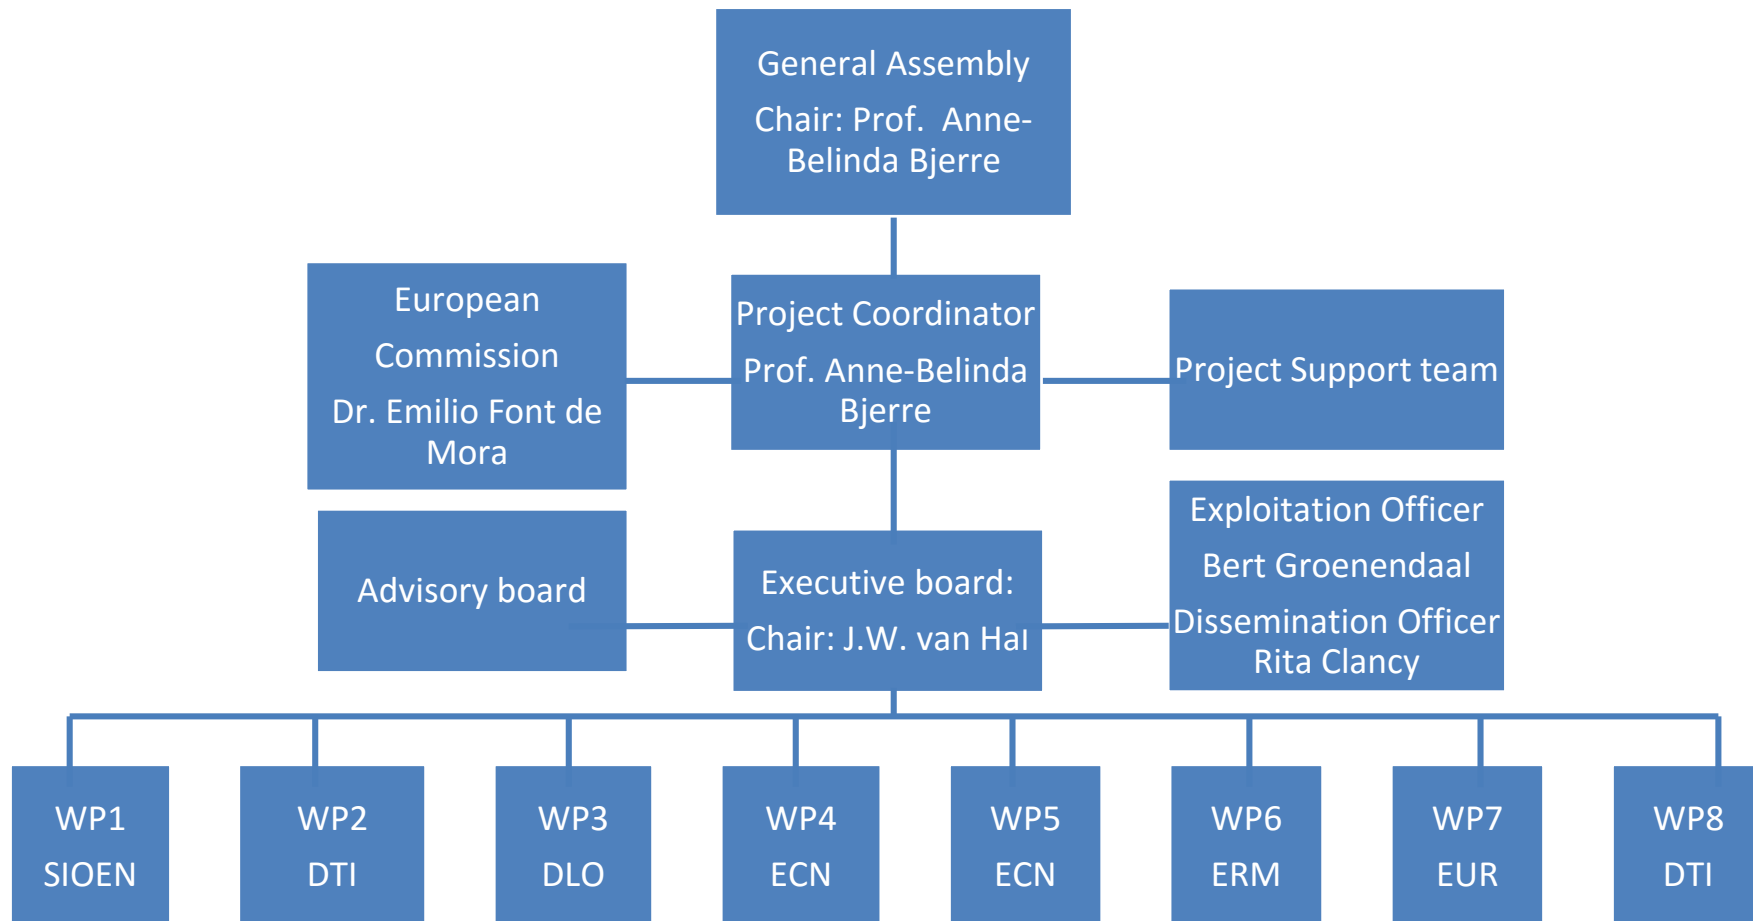 General Assembly
Chair: Prof. Anne-
Belinda Bjerre
European
Commission
Dr. Emilio Font de
Mora
Project Coordinator
Prof. Anne-Belinda
Bjerre
Project Support team
Advisory board
Executive board:
Chair: J.W. van Hal
Exploitation Officer
Bert Groenendaal
Dissemination Officer
Rita Clancy
WP1
SIOEN
WP2
DTI
WP3
DLO
WP4
ECN
WP5
ECN
WP6
ERM
WP7
EUR
WP8
DTI